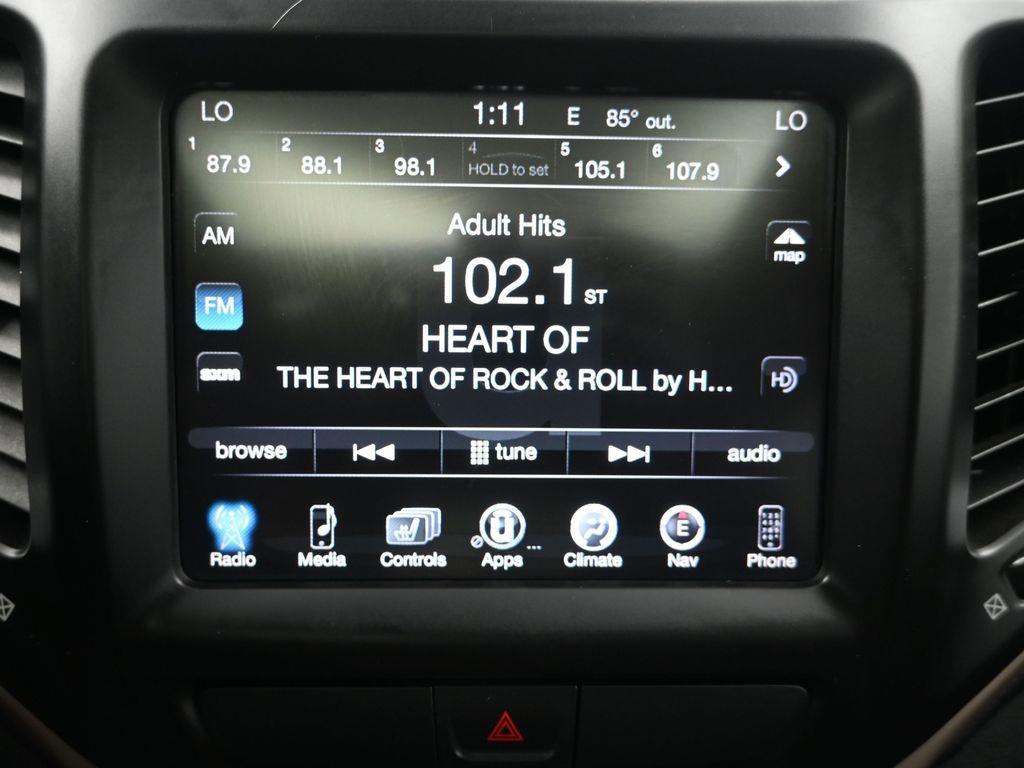 LO 1:11 E 85° out. LO
1 87.9 2 88.1 3 98.1 4 HOLD to set 5 105.1 6 107.9
Adult Hits
AM
map
102.1 ST
FM
HEART OF
sxm
THE HEART OF ROCK & ROLL by H...
HD
browse tune audio
Radio Media Controls Apps ... Climate E Nav Phone